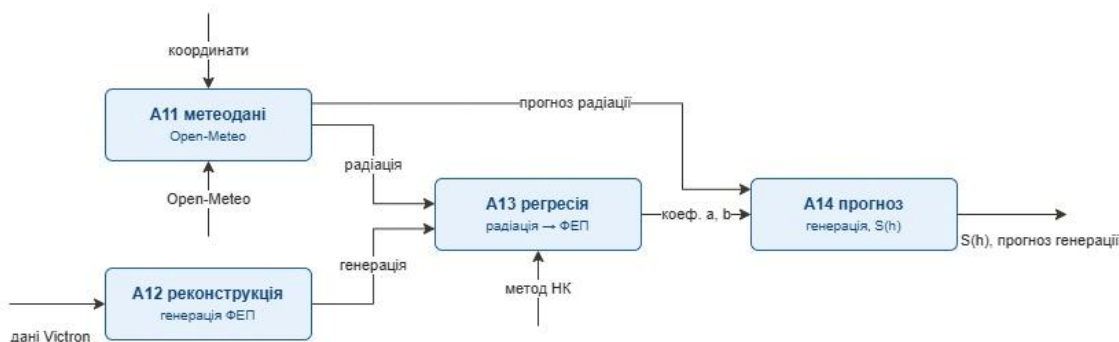 координати
А11 метеодані
Open-Meteo
прогноз радіації
радіація
Open-Meteo
А13 регресія
радіація → ФЕП
коеф. a, b
А14 прогноз
генерація, S(h)
S(h), прогноз генерації
генерація
метод НК
А12 реконструкція
генерація ФЕП
дані Victron